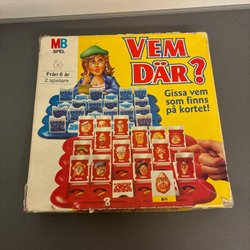 MB
SPEL
Från 6 år
2 spelare
VEM
DÄR?
Gissa vem
som finns
på kortet!